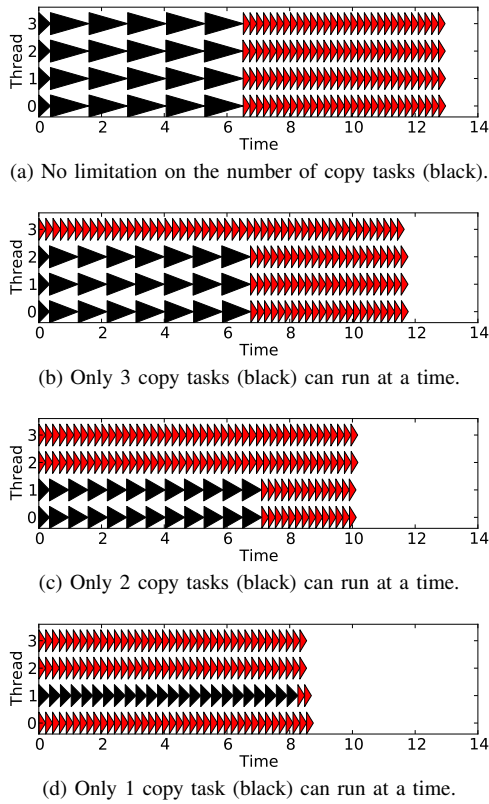 Thread
3
2
1
0
0 2 4 6 8 10 12 14
Time
(a) No limitation on the number of copy tasks (black).
Thread
3
2
1
0
0 2 4 6 8 10 12 14
Time
(b) Only 3 copy tasks (black) can run at a time.
Thread
3
2
1
0
0 2 4 6 8 10 12 14
Time
(c) Only 2 copy tasks (black) can run at a time.
Thread
3
2
1
0
0 2 4 6 8 10 12 14
Time
(d) Only 1 copy task (black) can run at a time.